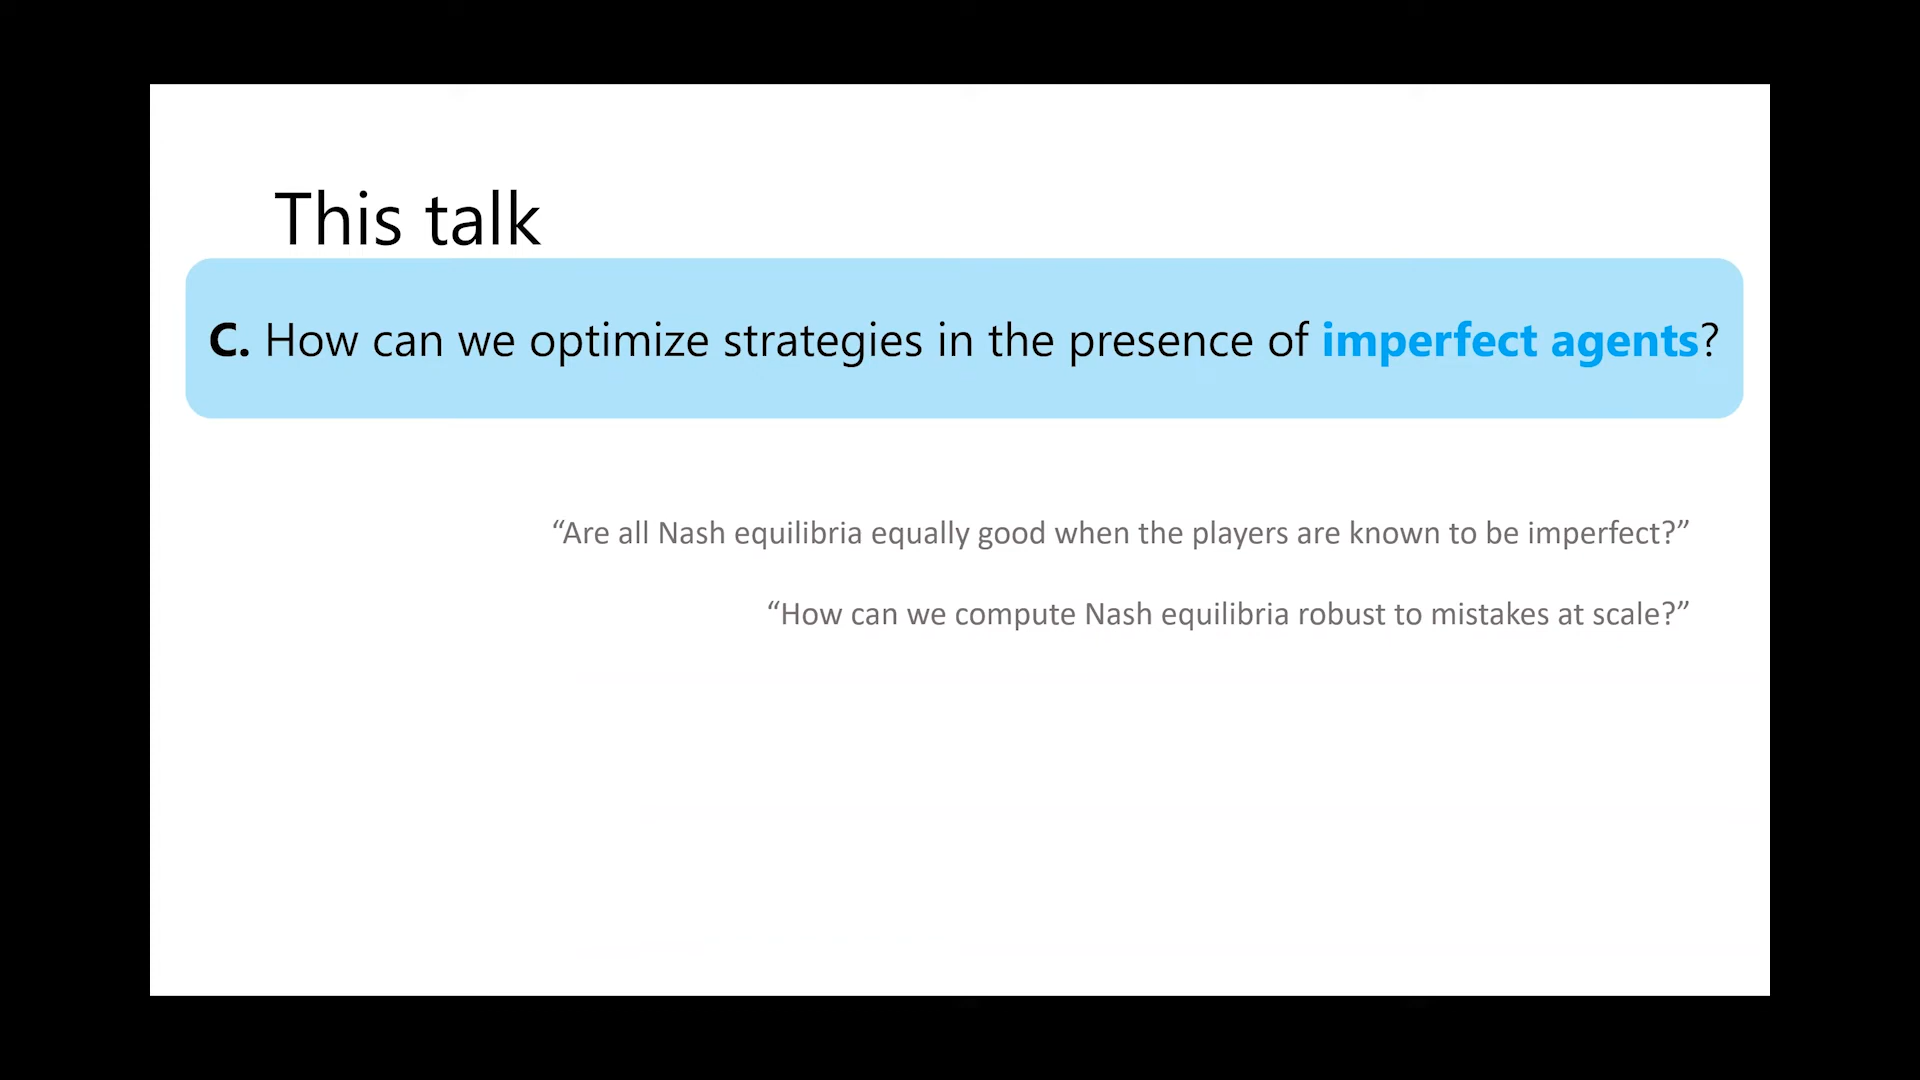 This talk
C. How can we optimize strategies in the presence of imperfect agents?
“Are all Nash equilibria equally good when the players are known to be imperfect?”
“How can we compute Nash equilibria robust to mistakes at scale?”